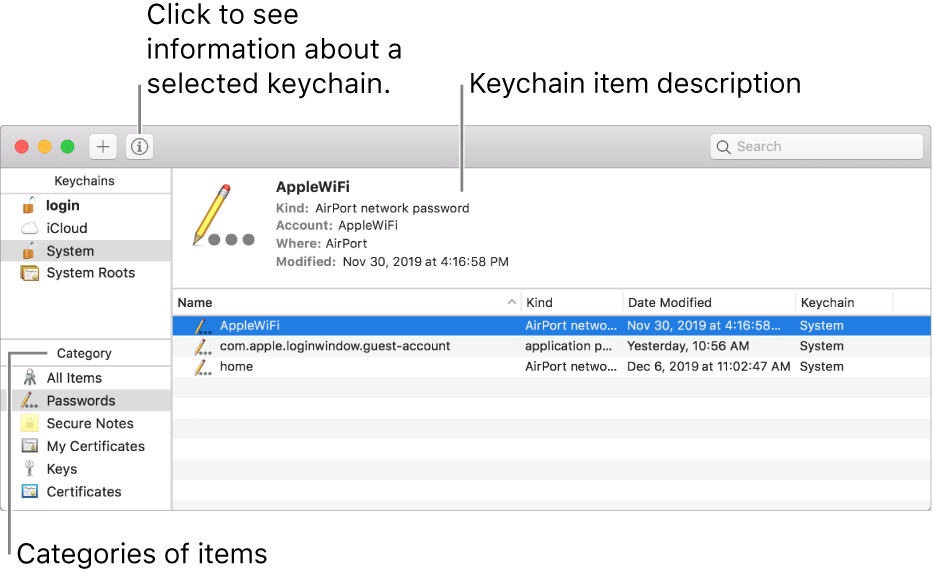 Click to see
information about a
selected keychain.
Keychain item description
Search
Keychains
login
iCloud
System
System Roots
AppleWiFi
Kind: AirPort network password
Account: AppleWiFi
Where: AirPort
Modified: Nov 30, 2019 at 4:16:58 PM
Name Kind Date Modified Keychain
AppleWiFi AirPort netwo... Nov 30, 2019 at 4:16:58... System
com.apple.loginwindow.guest-account application p... Yesterday, 10:56 AM System
home AirPort netwo... Dec 6, 2019 at 11:02:47 AM System
Category
All Items
Passwords
Secure Notes
My Certificates
Keys
Certificates
Categories of items